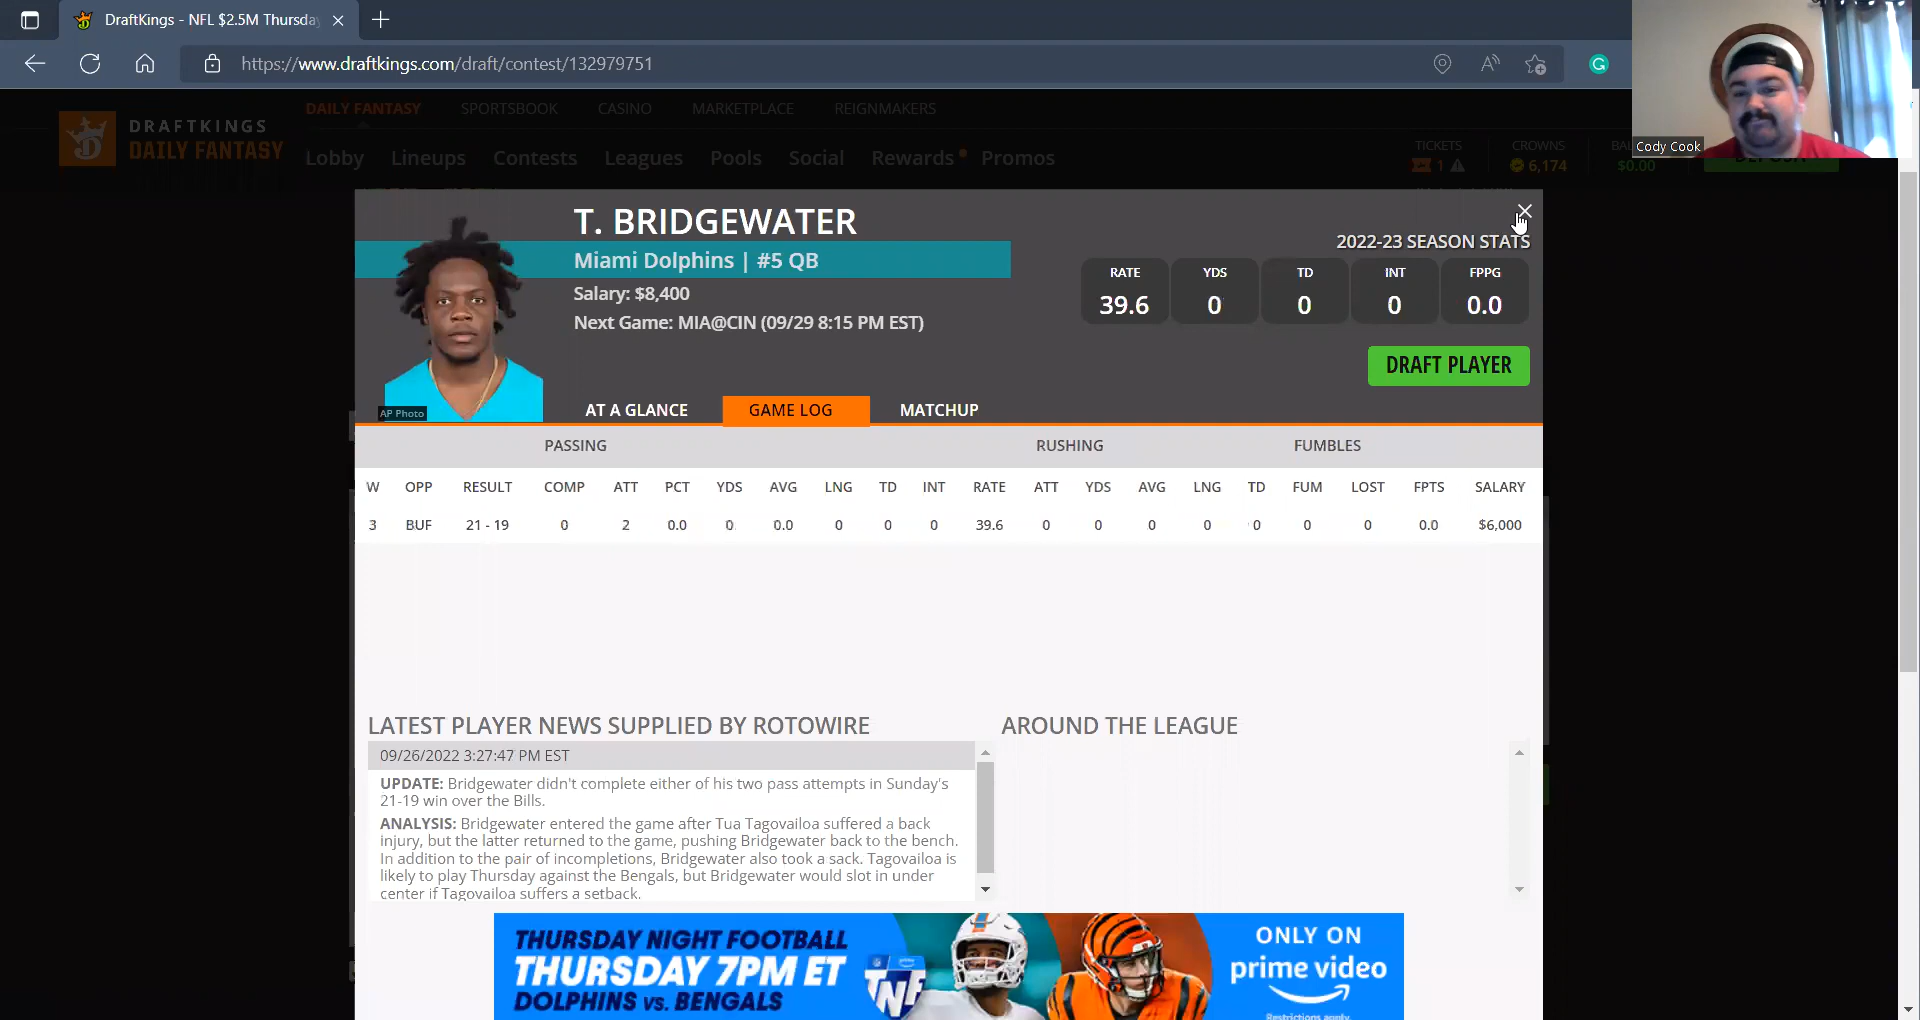 DraftKings - NFL $2.5M Thursda
https://www.draftkings.com/draft/contest/132979751
G
Cody Cook
DAILY FANTASY SPORTSBOOK CASINO MARKETPLACE REIGNMAKERS
DRAFTKINGS
DAILY FANTASY
Lobby Lineups Contests Leagues Pools Social Rewards Promos
TICKETS CROWNS
1 6,174 $0.00
T. BRIDGEWATER
Miami Dolphins | #5 QB
Salary: $8,400
Next Game: MIA@CIN (09/29 8:15 PM EST)
2022-23 SEASON STATS
RATE YDS TD INT FPPG
39.6 0 0 0 0.0
DRAFT PLAYER
AP Photo
AT A GLANCE GAME LOG MATCHUP
PASSING RUSHING FUMBLES
W OPP RESULT COMP ATT PCT YDS AVG LNG TD INT RATE ATT YDS AVG LNG TD FUM LOST FPTS SALARY
3 BUF 21 - 19 0 2 0.0 0 0.0 0 0 0 39.6 0 0 0 0 0 0 0 0.0 $6,000
LATEST PLAYER NEWS SUPPLIED BY ROTOWIRE
AROUND THE LEAGUE
09/26/2022 3:27:47 PM EST
UPDATE: Bridgewater didn't complete either of his two pass attempts in Sunday's
21-19 win over the Bills.
ANALYSIS: Bridgewater entered the game after Tua Tagovailoa suffered a back
injury, but the latter returned to the game, pushing Bridgewater back to the bench.
In addition to the pair of incompletions, Bridgewater also took a sack. Tagovailoa is
likely to play Thursday against the Bengals, but Bridgewater would slot in under
center if Tagovailoa suffers a setback.
THURSDAY NIGHT FOOTBALL
THURSDAY 7PM ET
DOLPHINS VS. BENGALS
TNF
ONLY ON
prime video
Restrictions apply.